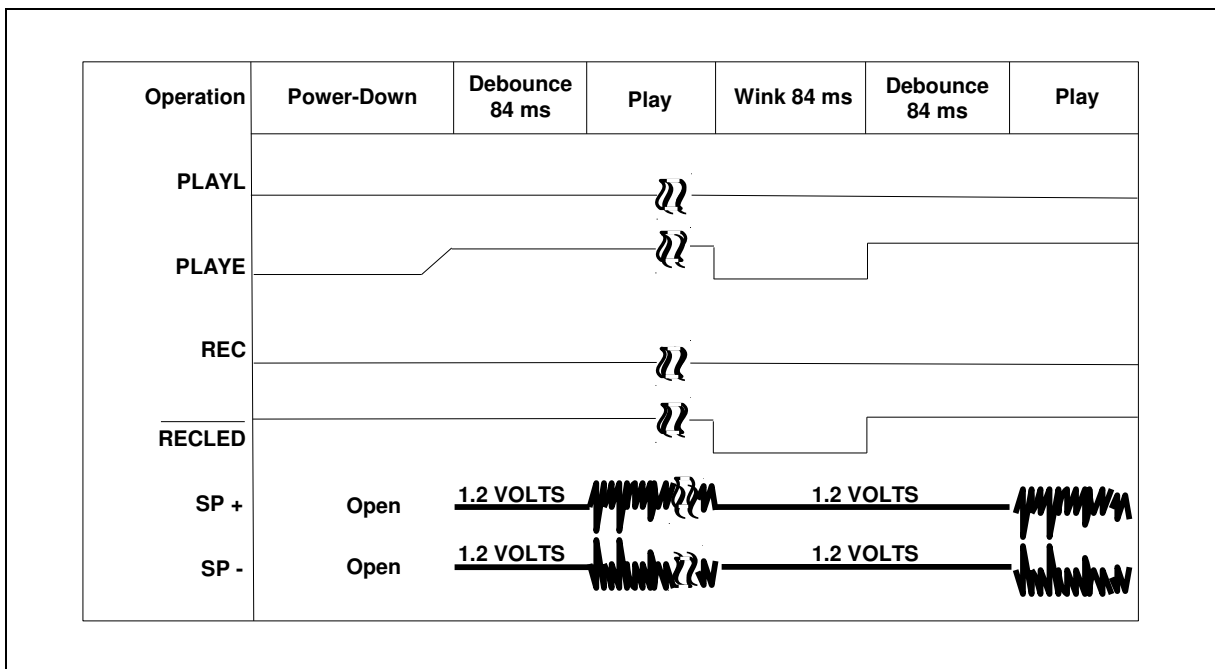 Operation Power-Down Debounce 84 ms Play Wink 84 ms Debounce 84 ms Play
PLAYL
PLAYE
REC
RECLED
SP + Open 1.2 VOLTS 1.2 VOLTS
SP - Open 1.2 VOLTS 1.2 VOLTS